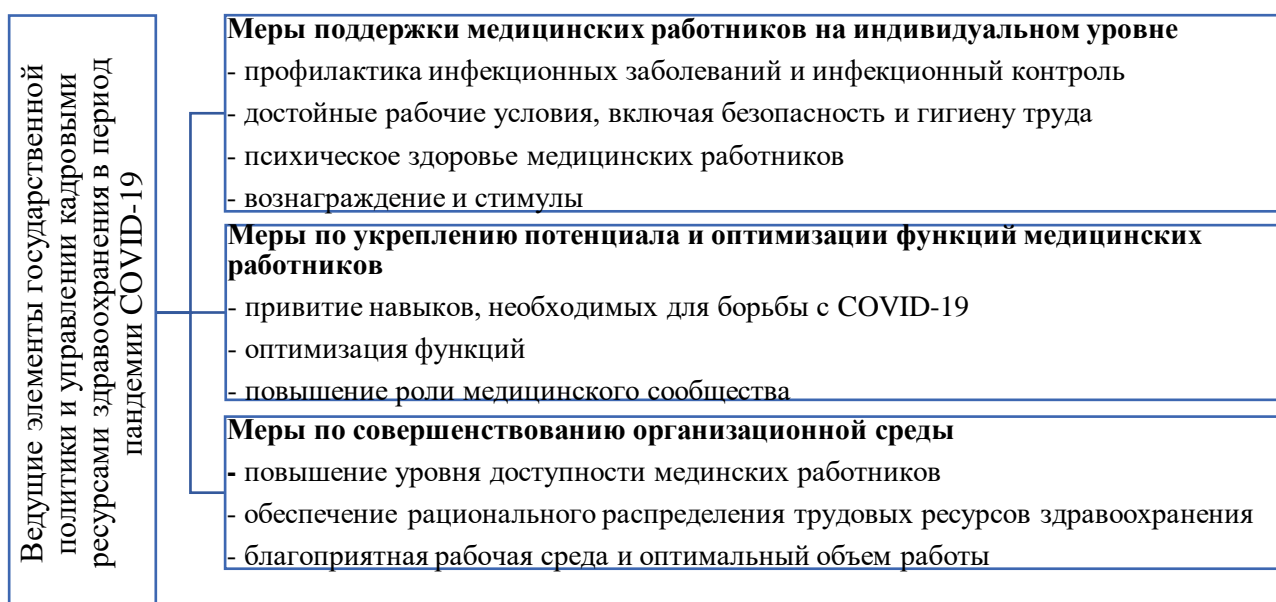 Ведущие элементы государственной
политики и управлении кадровыми
ресурсами здравоохранения в период
пандемии COVID-19
Меры поддержки медицинских работников на индивидуальном уровне
- профилактика инфекционных заболеваний и инфекционный контроль
- достойные рабочие условия, включая безопасность и гигиену труда
- психическое здоровье медицинских работников
- вознаграждение и стимулы
Меры по укреплению потенциала и оптимизации функций медицинских
работников
- привитие навыков, необходимых для борьбы с COVID-19
- оптимизация функций
- повышение роли медицинского сообщества
Меры по совершенствованию организационной среды
- повышение уровня доступности мединских работников
- обеспечение рационального распределения трудовых ресурсов здравоохранения
- благоприятная рабочая среда и оптимальный объем работы